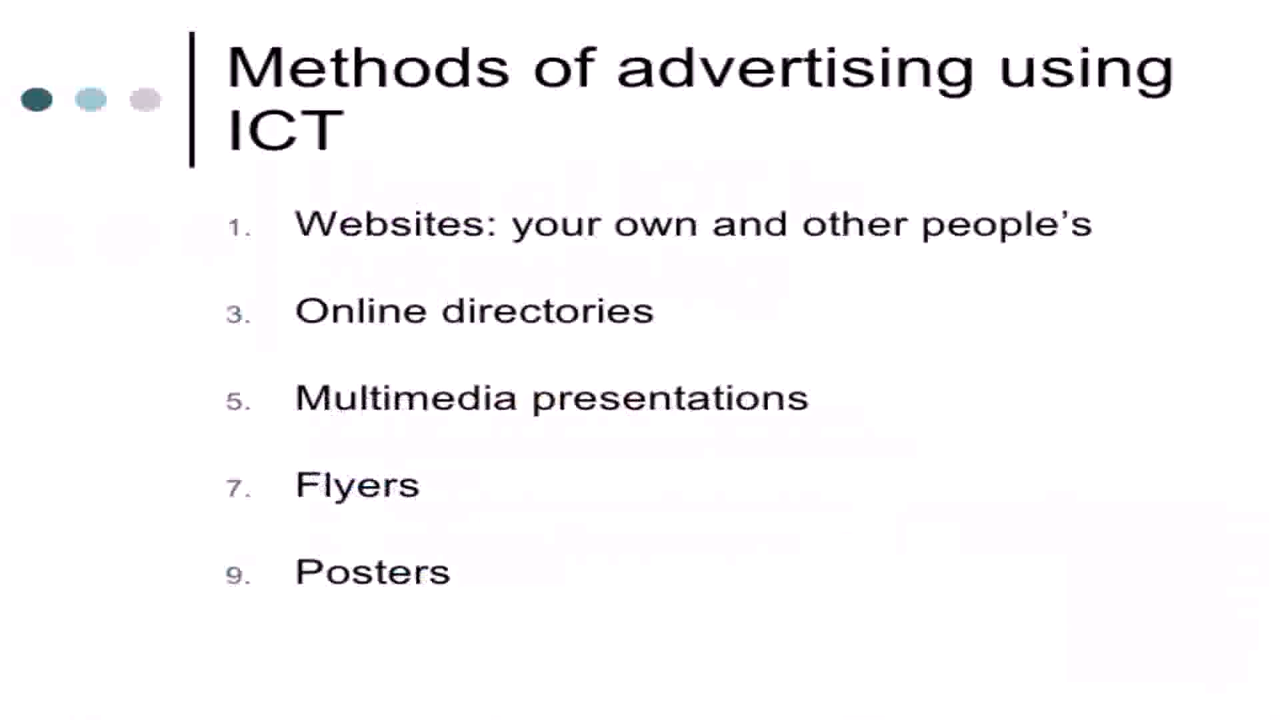 Methods of advertising using
ICT
1. Websites: your own and other people's
3. Online directories
5. Multimedia presentations
7. Flyers
9. Posters